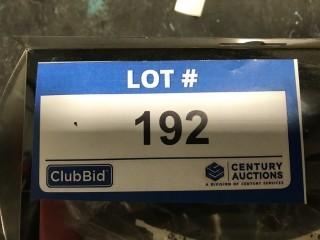 LOT #
192
ClubBid
CENTURY
AUCTIONS
A DIVISION OF CENTURY SERVICES